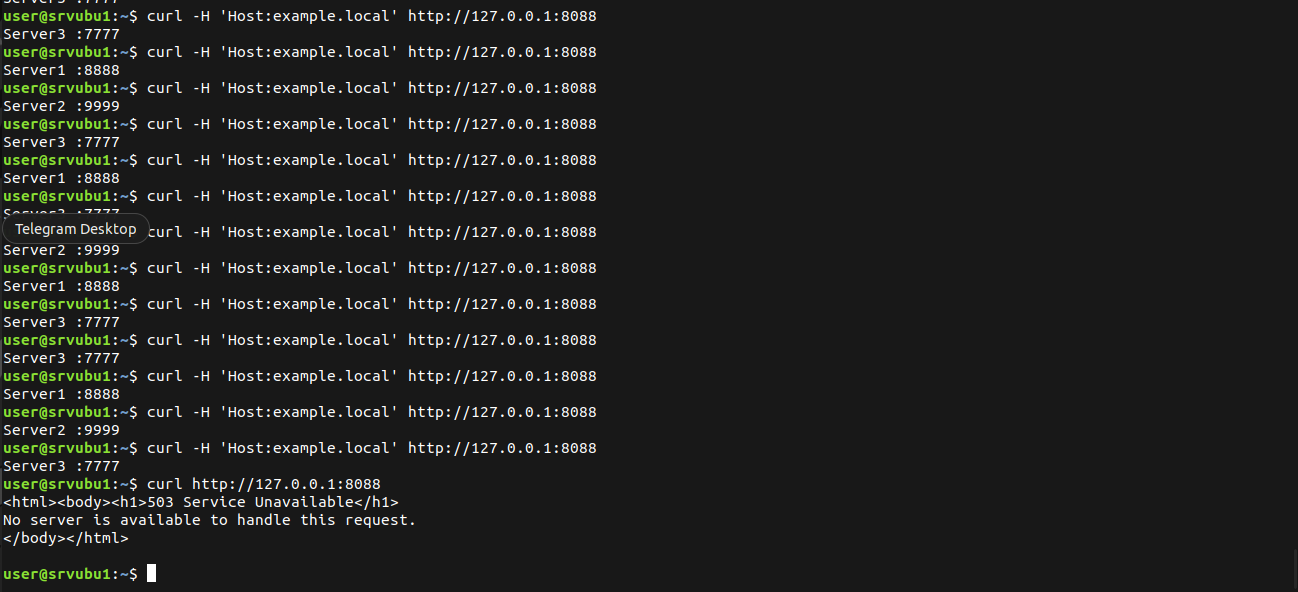 user@srvubu1:~$ curl -H 'Host:example.local' http://127.0.0.1:8088
Server3 :7777
user@srvubu1:~$ curl -H 'Host:example.local' http://127.0.0.1:8088
Server1 :8888
user@srvubu1:~$ curl -H 'Host:example.local' http://127.0.0.1:8088
Server2 :9999
user@srvubu1:~$ curl -H 'Host:example.local' http://127.0.0.1:8088
Server3 :7777
user@srvubu1:~$ curl -H 'Host:example.local' http://127.0.0.1:8088
Server1 :8888
user@srvubu1:~$ curl -H 'Host:example.local' http://127.0.0.1:8088
Server3 :7777
Telegram Desktop
curl -H 'Host:example.local' http://127.0.0.1:8088
Server2 :9999
user@srvubu1:~$ curl -H 'Host:example.local' http://127.0.0.1:8088
Server1 :8888
user@srvubu1:~$ curl -H 'Host:example.local' http://127.0.0.1:8088
Server3 :7777
user@srvubu1:~$ curl -H 'Host:example.local' http://127.0.0.1:8088
Server3 :7777
user@srvubu1:~$ curl -H 'Host:example.local' http://127.0.0.1:8088
Server1 :8888
user@srvubu1:~$ curl -H 'Host:example.local' http://127.0.0.1:8088
Server2 :9999
user@srvubu1:~$ curl -H 'Host:example.local' http://127.0.0.1:8088
Server3 :7777
user@srvubu1:~$ curl http://127.0.0.1:8088
<html><body><h1>503 Service Unavailable</h1>
No server is available to handle this request.
</body></html>
user@srvubu1:~$